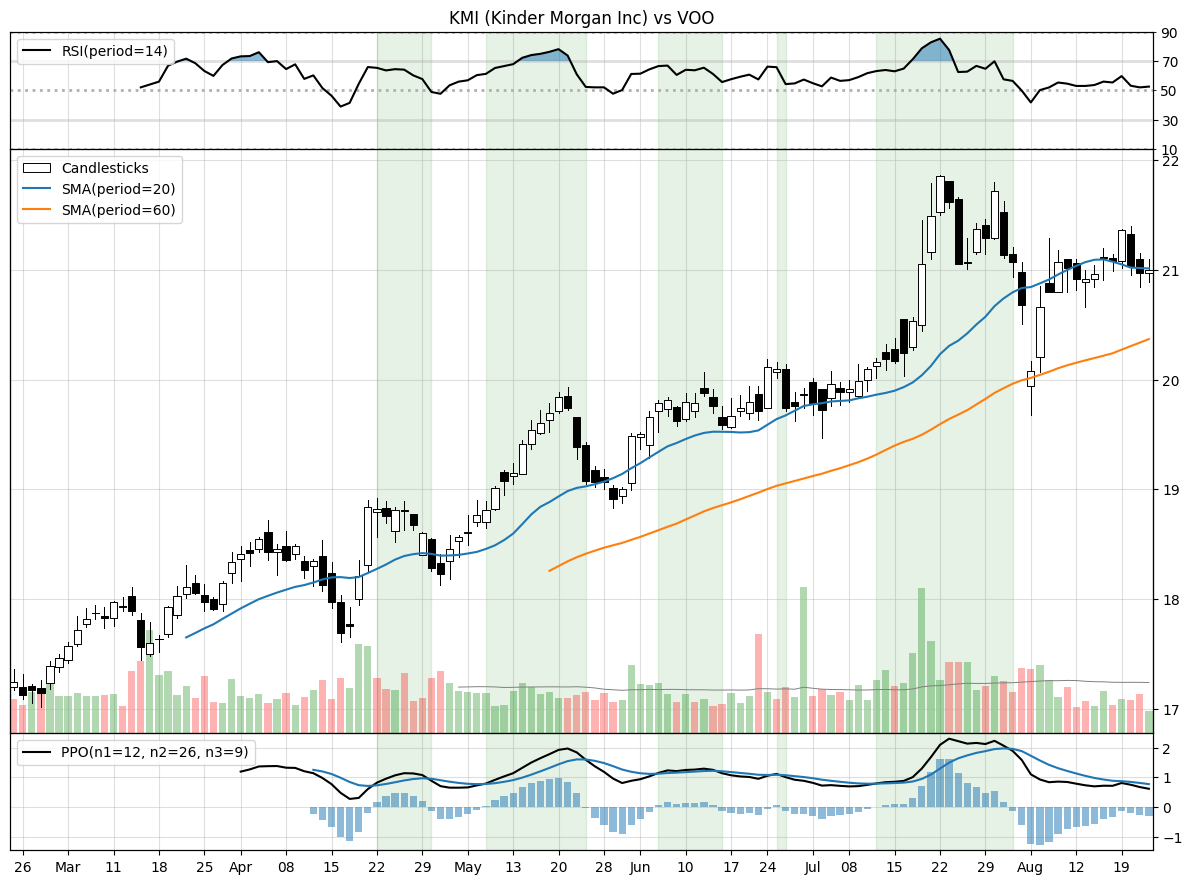 KMI (Kinder Morgan Inc) vs VOO
RSI(period=14)
90
70
50
30
10
Candlesticks
SMA(period=20)
SMA(period=60)
22
21
20
19
18
17
PPO(n1=12, n2=26, n3=9)
2
1
0
−1
26 Mar 11 18 25 Apr 08 15 22 29 May 13 20 28 Jun 10 17 24 Jul 08 15 22 29 Aug 12 19